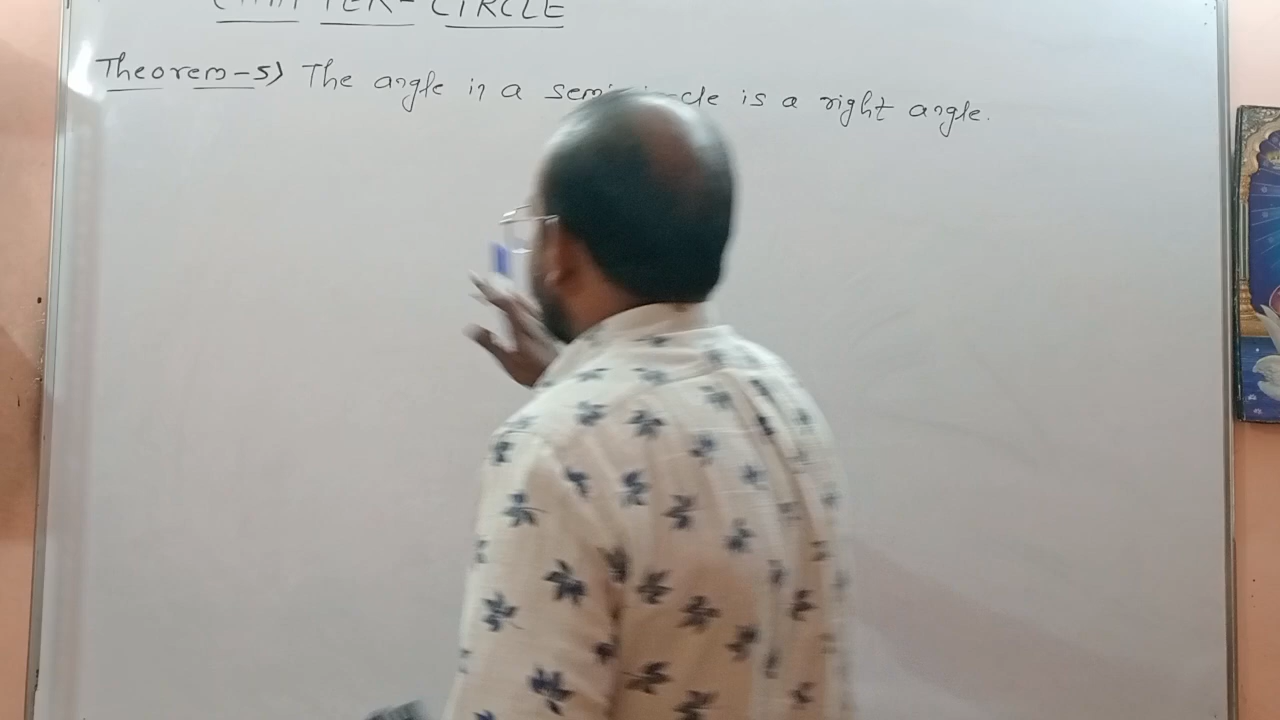 CHAPTER- CIRCLE
Theorem-5) The angle in a semicircle is a right angle.